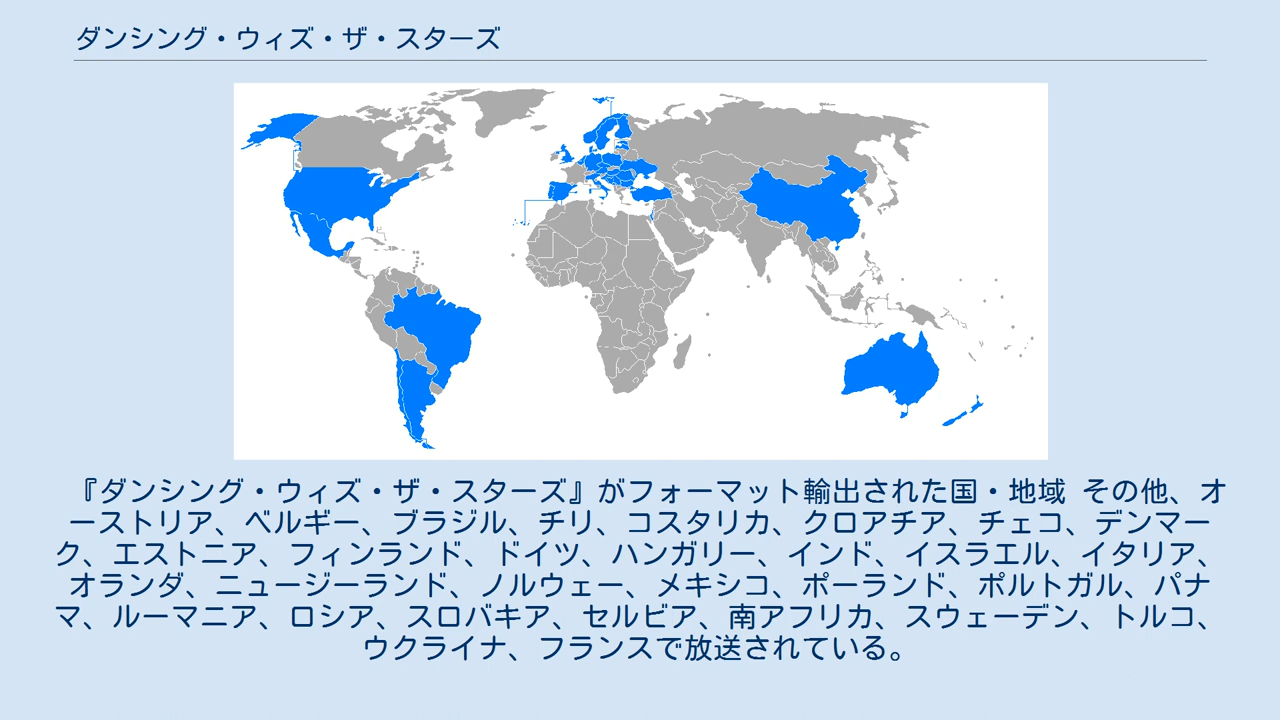 ダンシング・ウィズ・ザ・スターズ
『ダンシング・ウィズ・ザ・スターズ』がフォーマット輸出された国・地域 その他、オ
ーストリア、ベルギー、ブラジル、チリ、コスタリカ、クロアチア、チェコ、デンマー
ク、エストニア、フィンランド、ドイツ、ハンガリー、インド、イスラエル、イタリア、
オランダ、ニュージーランド、ノルウェー、メキシコ、ポーランド、ポルトガル、パナ
マ、ルーマニア、ロシア、スロバキア、セルビア、南アフリカ、スウェーデン、トルコ、
ウクライナ、フランスで放送されている。